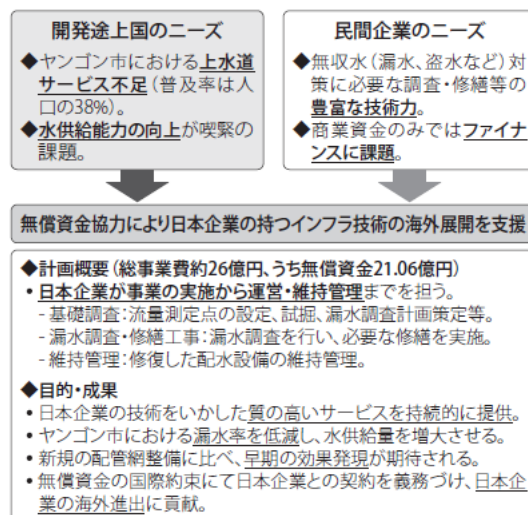 開発途上国のニーズ
◆ヤンゴン市における上水道
サービス不足(普及率は人
口の38%)。
◆水供給能力の向上が喫緊の
課題。
民間企業のニーズ
◆無収水(漏水、盗水など)対
策に必要な調査・修繕等の
豊富な技術力。
◆商業資金のみではファイナ
ンスに課題。
無償資金協力により日本企業の持つインフラ技術の海外展開を支援
◆計画概要(総事業費約26億円、うち無償資金21.06億円)
• 日本企業が事業の実施から運営・維持管理までを担う。
- 基礎調査:流量測定点の設定、試掘、漏水調査計画策定等。
- 漏水調査・修繕工事:漏水調査を行い、必要な修繕を実施。
- 維持管理:修復した配水設備の維持管理。
◆目的・成果
• 日本企業の技術をいかした質の高いサービスを持続的に提供。
• ヤンゴン市における漏水率を低減し、水供給量を増大させる。
• 新規の配管網整備に比べ、早期の効果発現が期待される。
• 無償資金の国際約束にて日本企業との契約を義務づけ、日本企
業の海外進出に貢献。